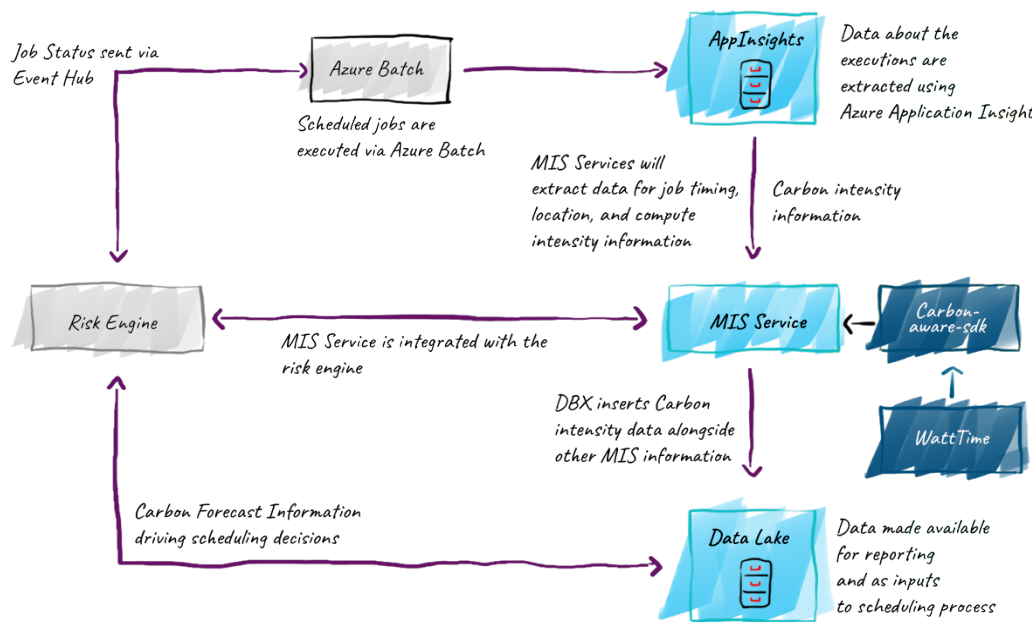 Job Status sent via
Event Hub
Azure Batch
Scheduled jobs are
executed via Azure Batch
AppInsights
Data about the
executions are
extracted using
Azure Application Insight
MIS Services will
extract data for job timing,
location, and compute
intensity information
Carbon intensity
information
Risk Engine
MIS Service is integrated with the
risk engine
MIS Service
Carbon-
aware-sdk
WattTime
DBX inserts Carbon
intensity data alongside
other MIS information
Carbon Forecast Information
driving scheduling decisions
Data Lake
Data made available
for reporting
and as inputs
to scheduling process